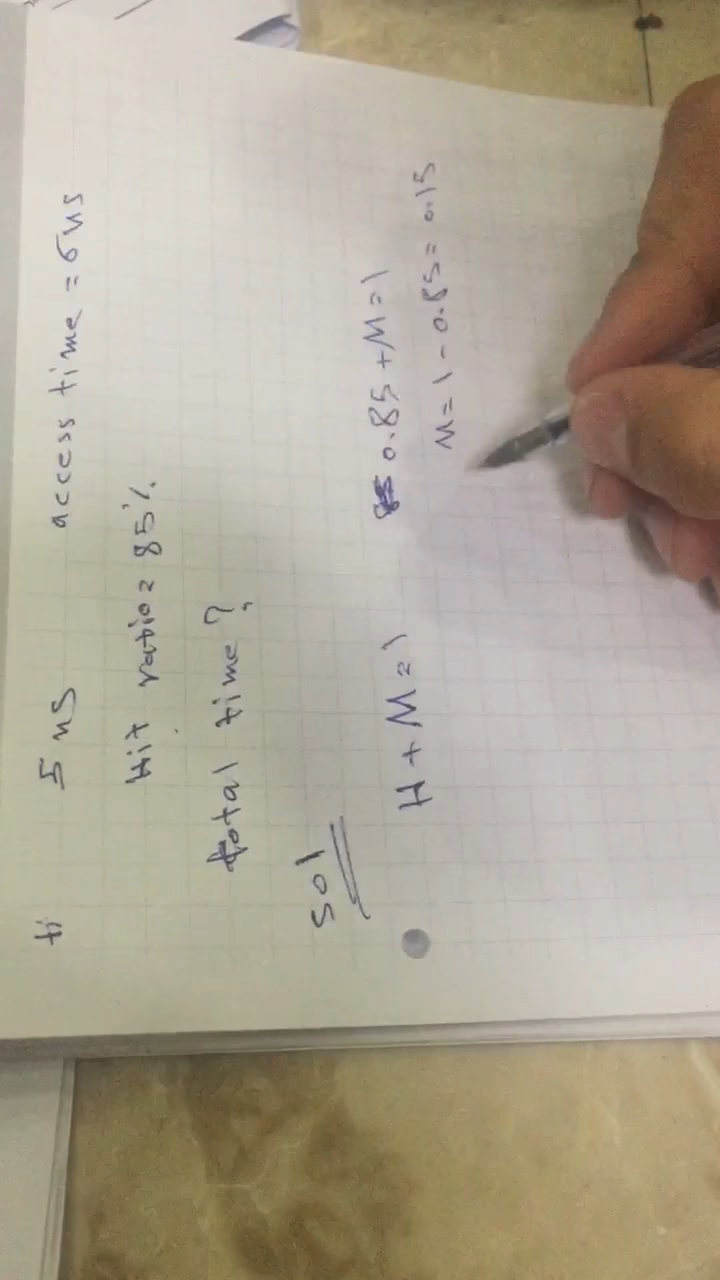 ti 5 ns access time = 6 ns
Hit ratio = 85%
total time?
Sol
H + M = 1 0.85 + M = 1
M = 1 - 0.85 = 0.15